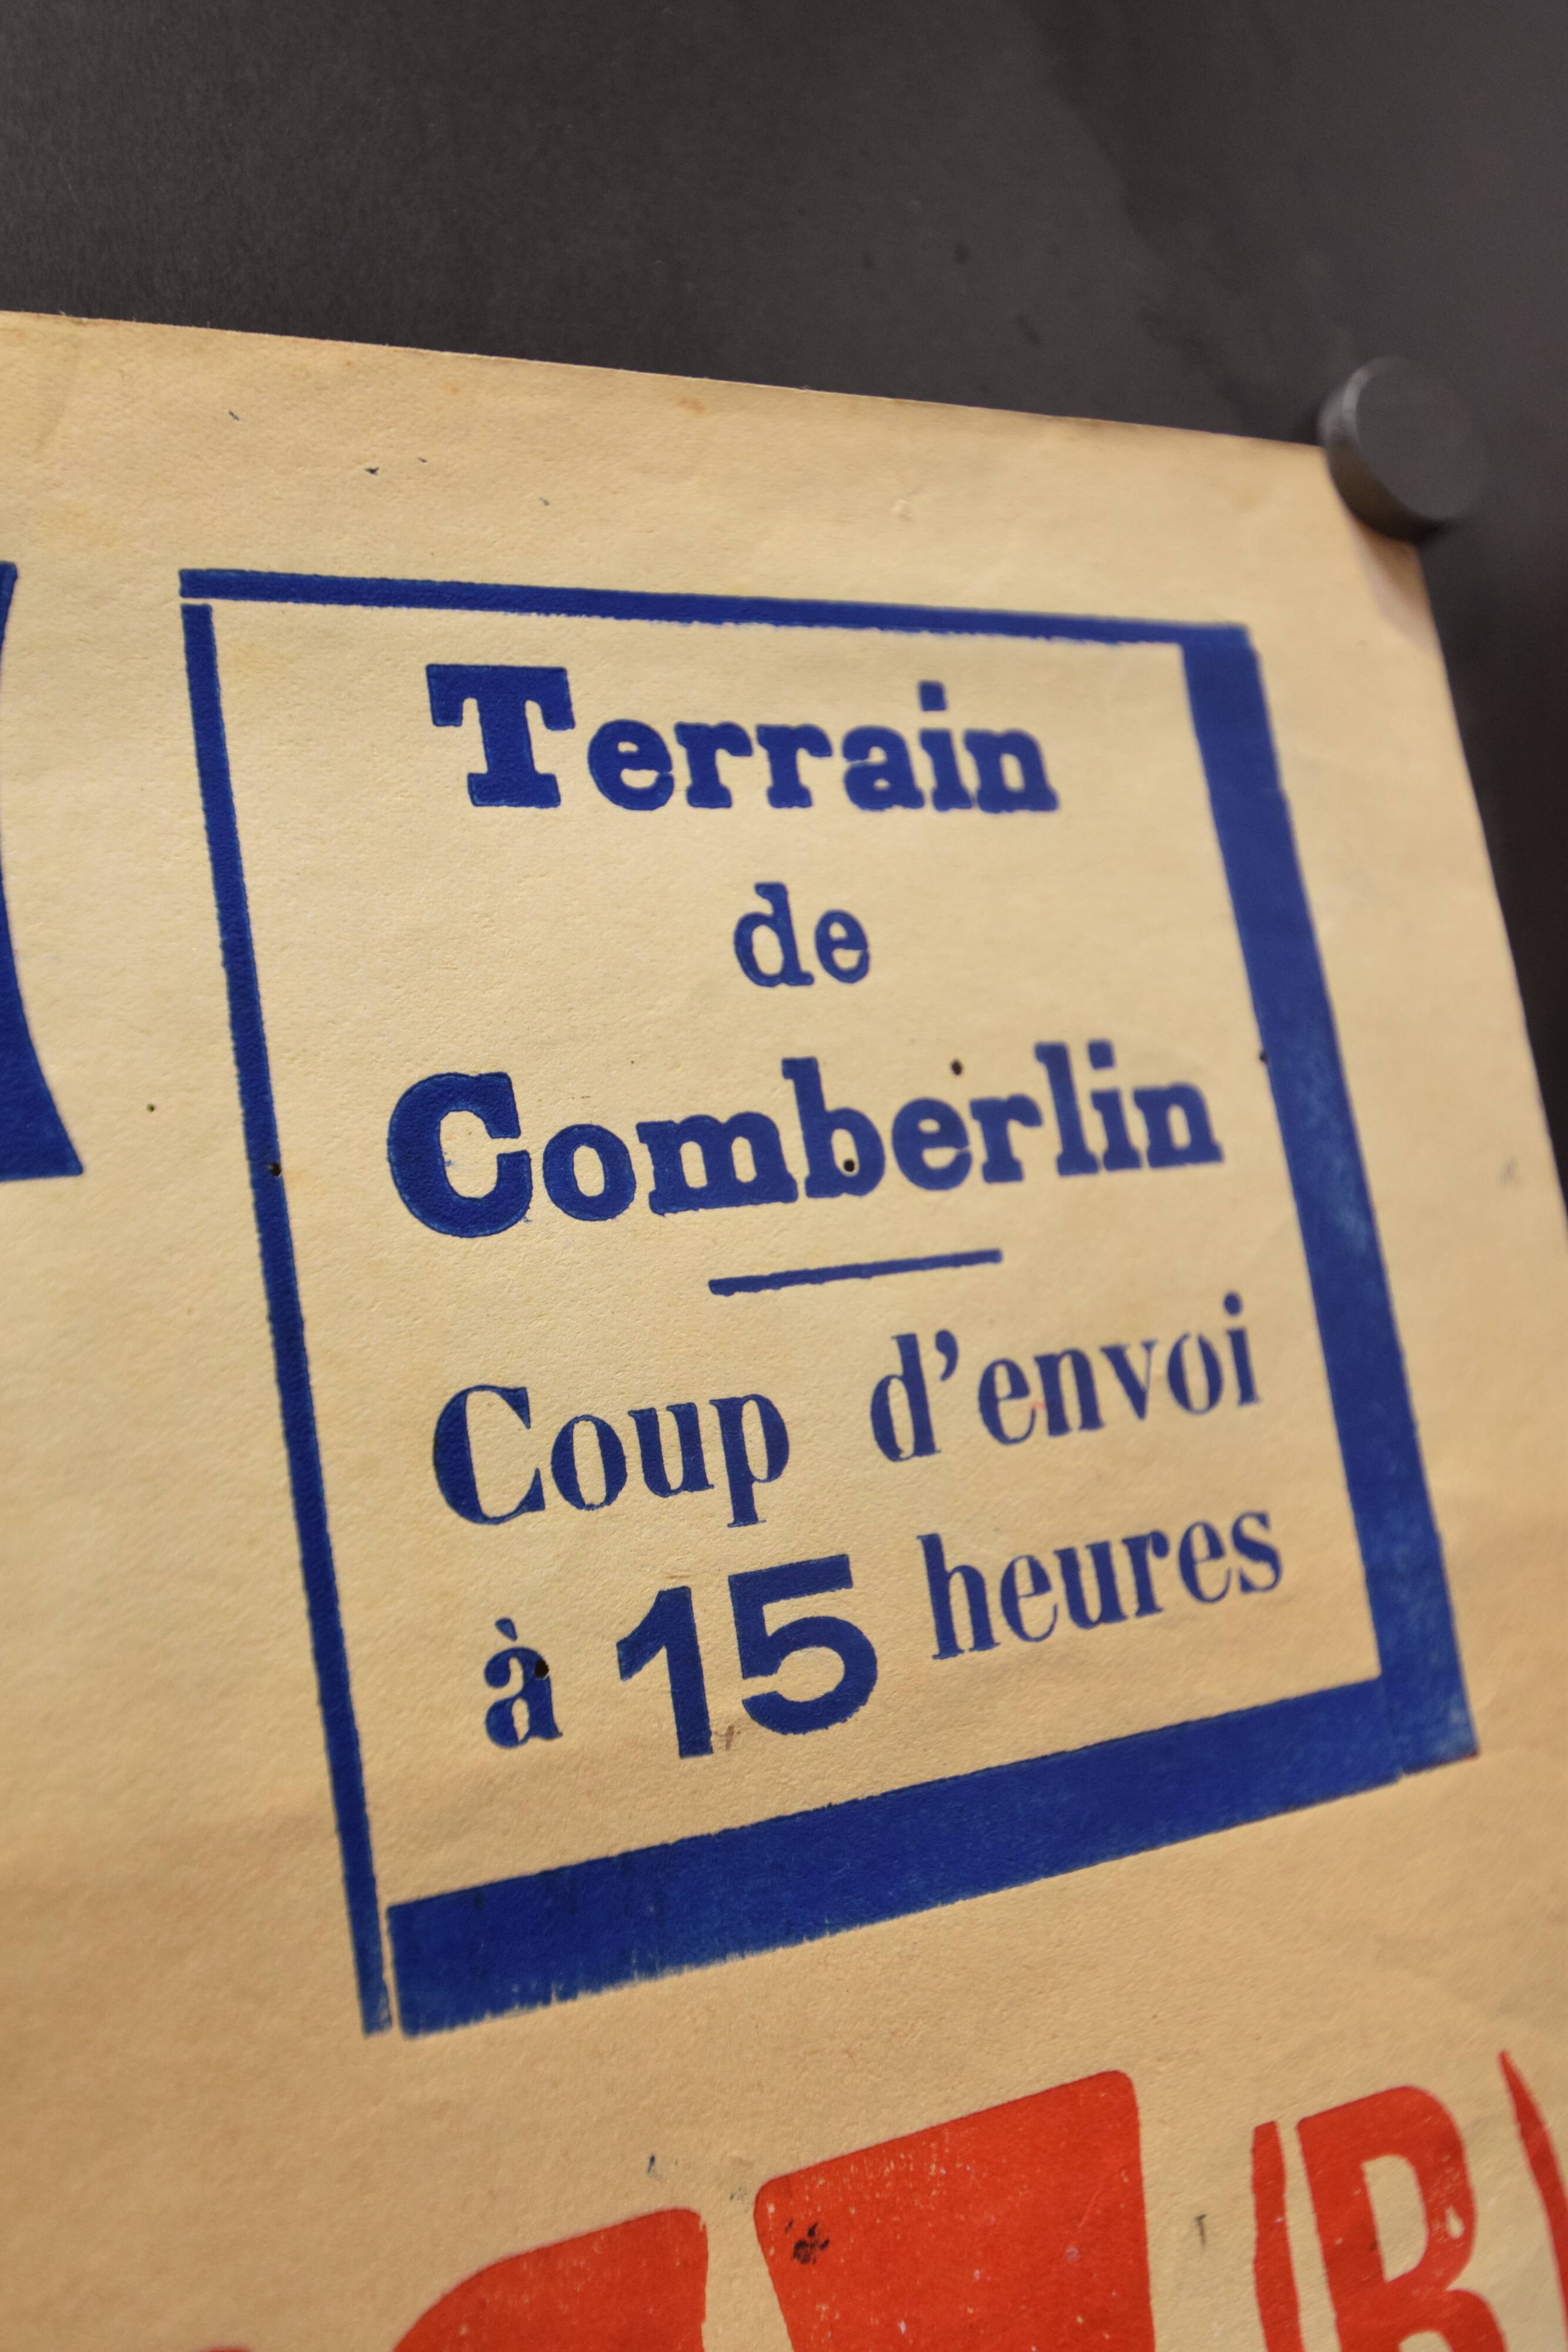 Terrain
de
Comberlin
Coup d'envoi
à 15 heures
(B)